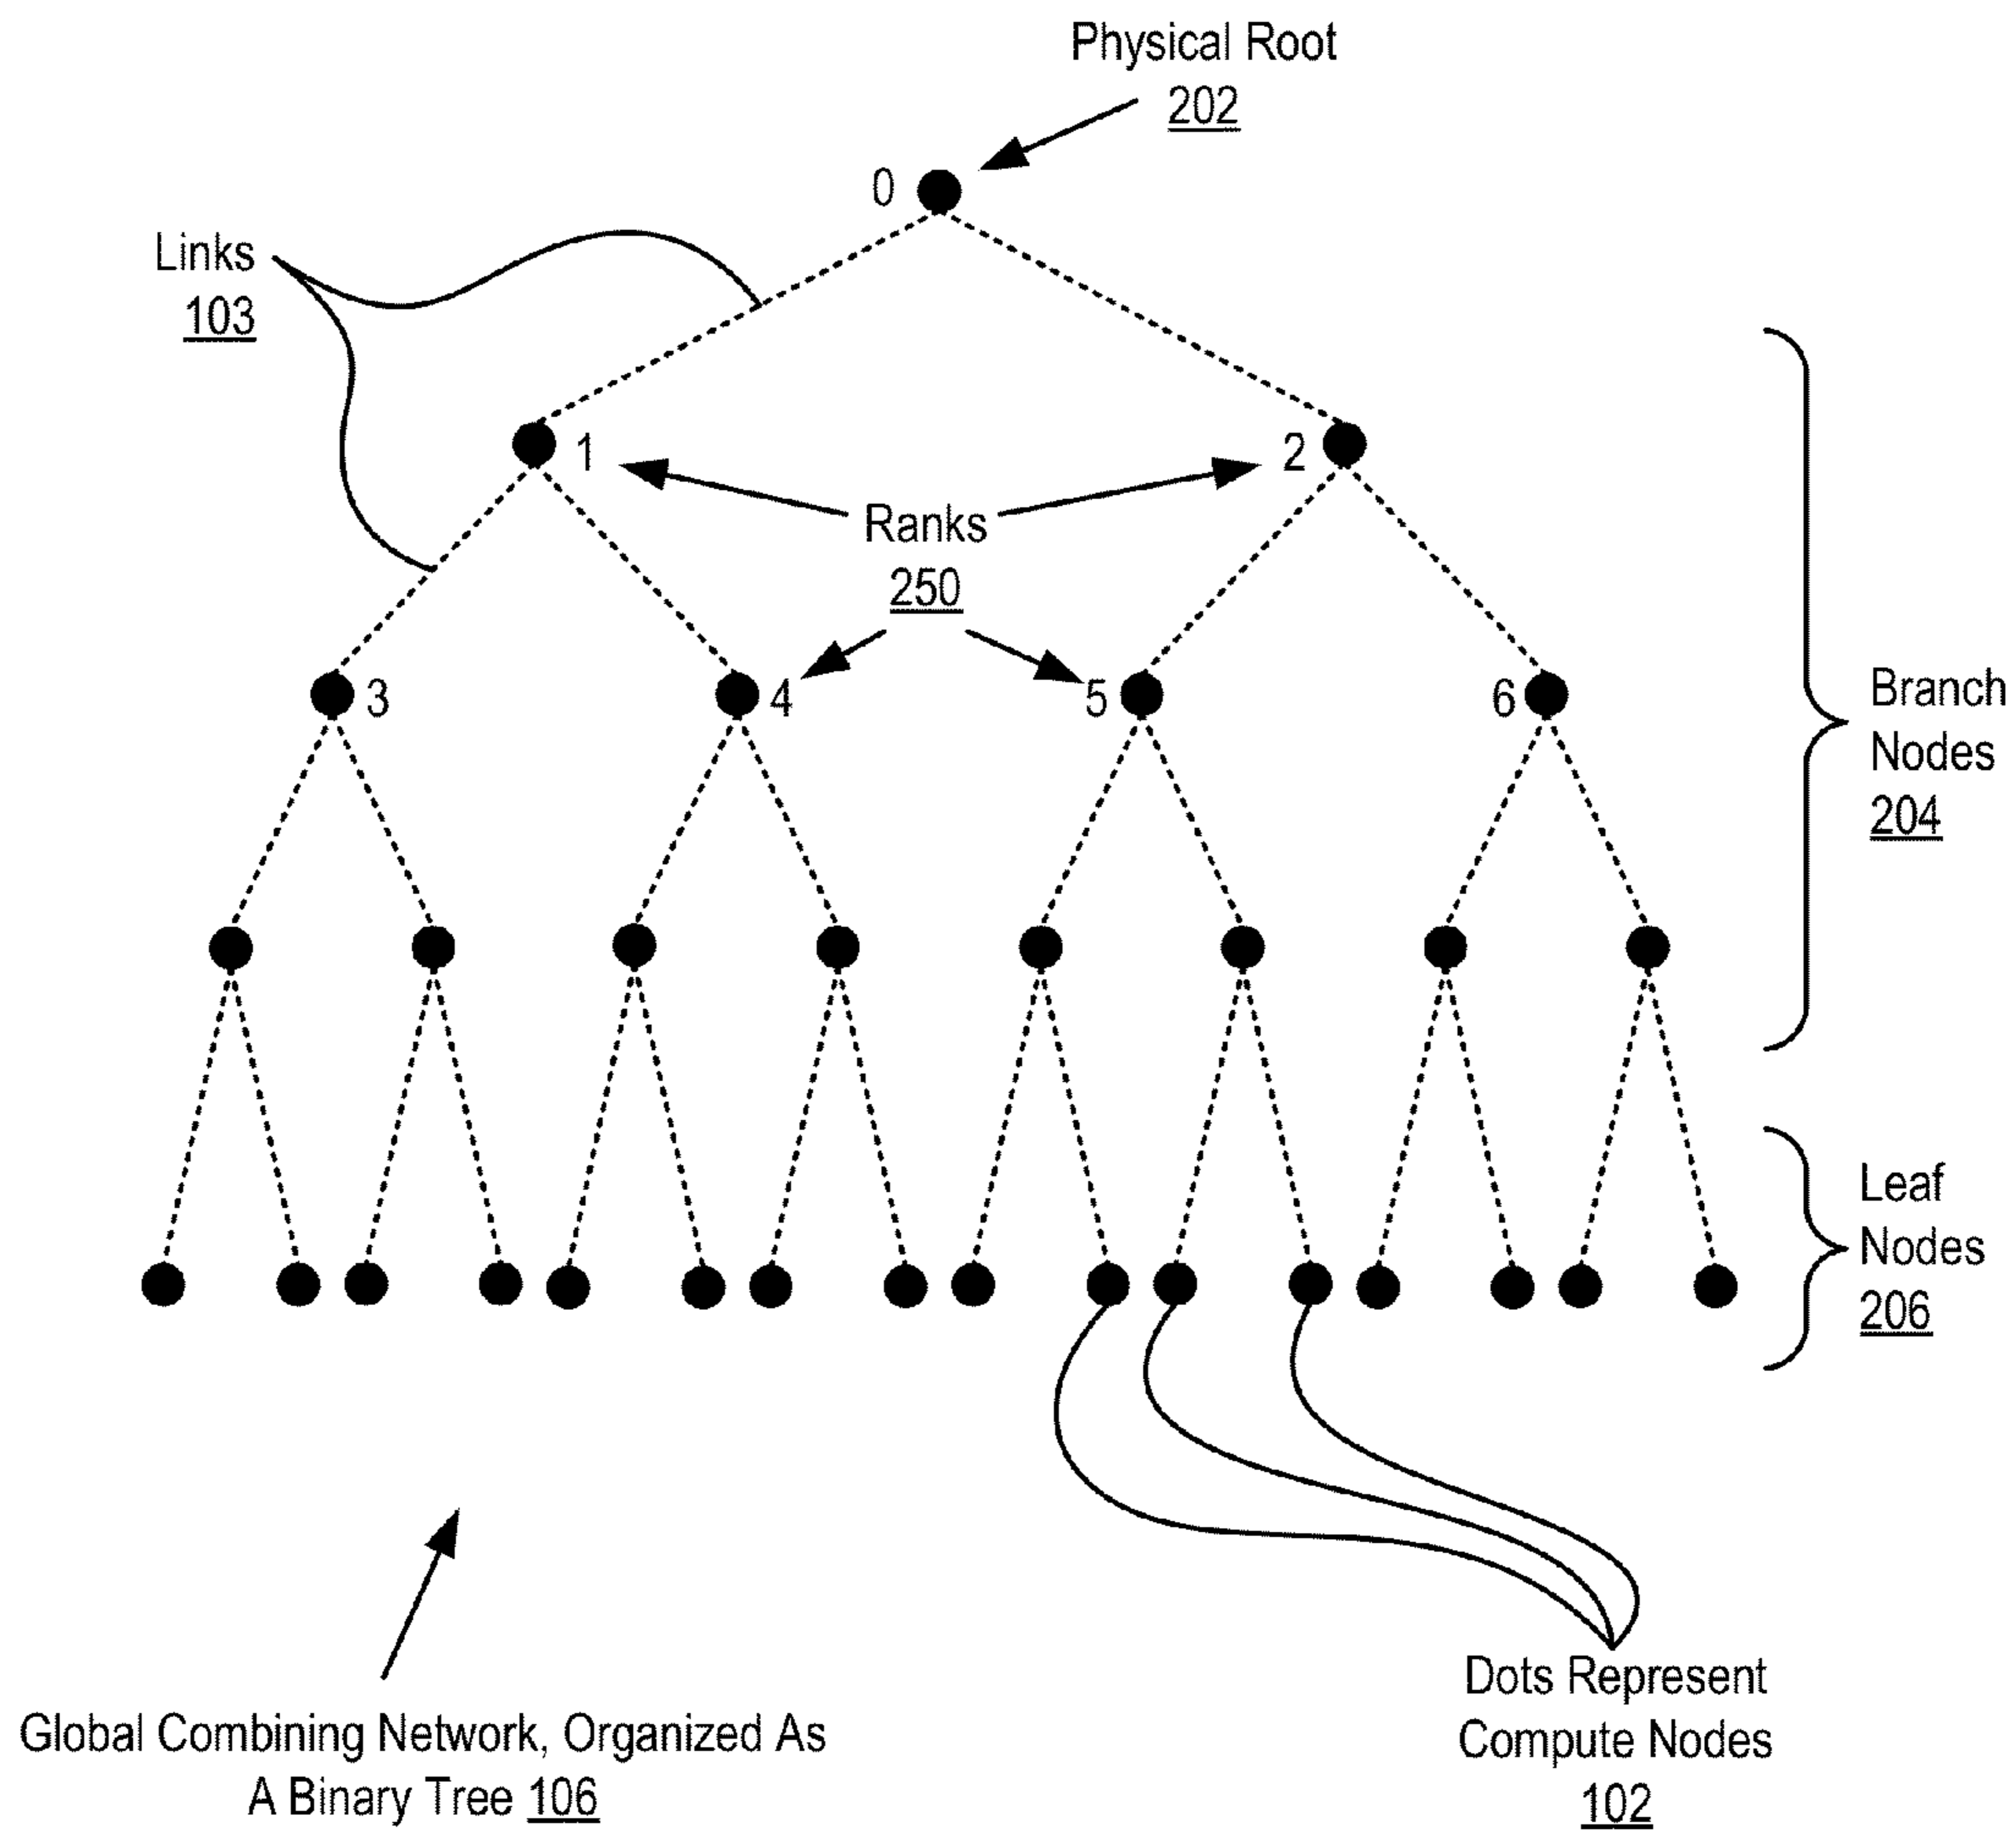 Physical Root
202
0
Links
103
1
2
Ranks
250
3
4
5
6
Branch
Nodes
204
Leaf
Nodes
206
Dots Represent
Compute Nodes
102
Global Combining Network, Organized As
A Binary Tree 106